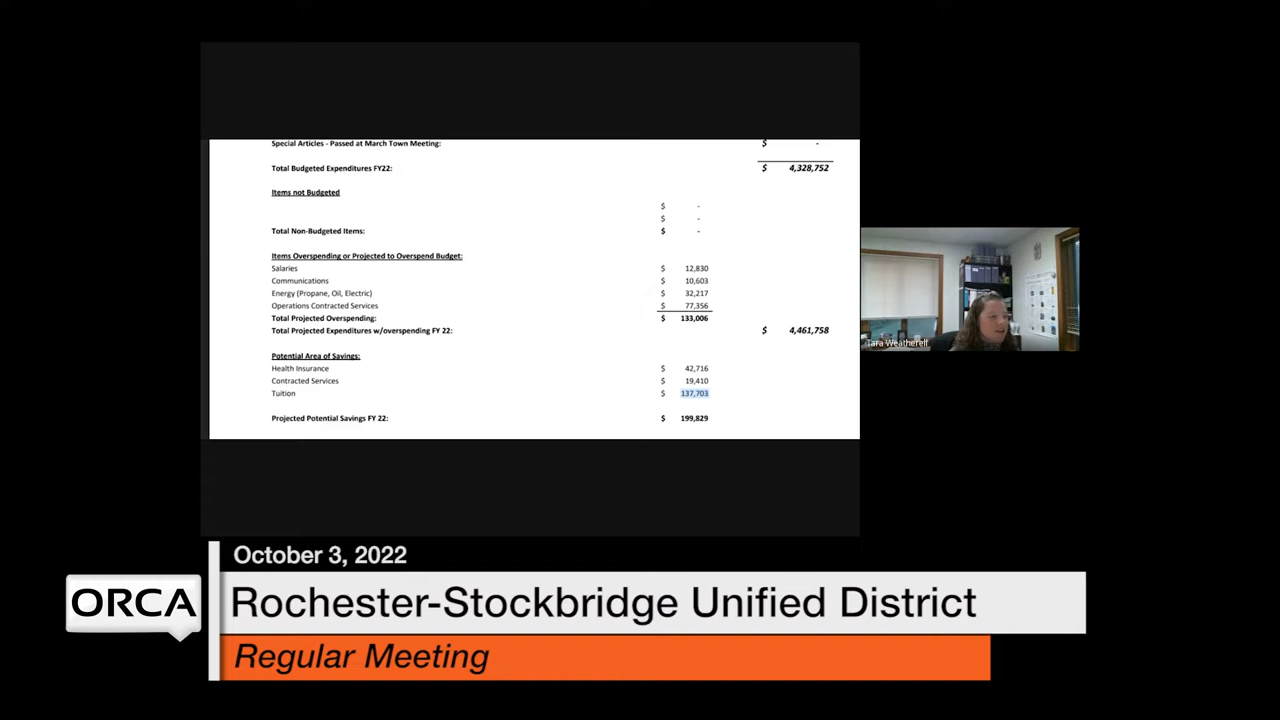 Special Articles - Passed at March Town Meeting: $ -
Total Budgeted Expenditures FY22: $ 4,328,752
Items not Budgeted
$ -
$ -
Total Non-Budgeted Items: $ -
Items Overspending or Projected to Overspend Budget:
Salaries $ 12,830
Communications $ 10,603
Energy (Propane, Oil, Electric) $ 32,217
Operations Contracted Services $ 77,356
Total Projected Overspending: $ 133,006
Total Projected Expenditures w/overspending FY 22: $ 4,461,758
Potential Area of Savings:
Health Insurance $ 42,716
Contracted Services $ 19,410
Tuition $ 137,703
Projected Potential Savings FY 22: $ 199,829
Tara Weatherell
October 3, 2022
ORCA
Rochester-Stockbridge Unified District
Regular Meeting